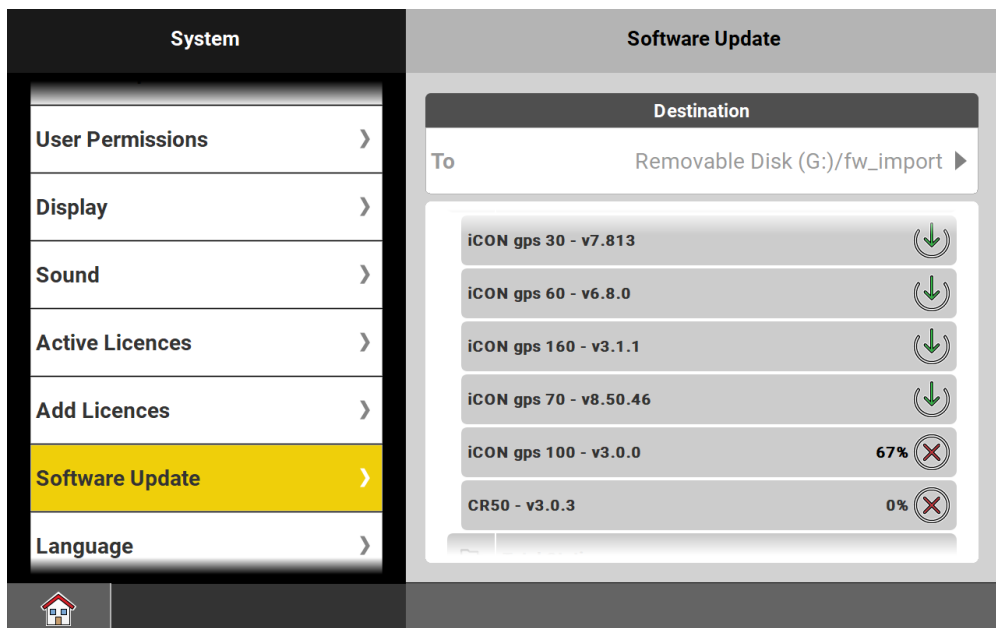 System
User Permissions
Display
Sound
Active Licences
Add Licences
Software Update
Language
Software Update
Destination
To Removable Disk (G:)/fw_import
iCON gps 30 - v7.813
iCON gps 60 - v6.8.0
iCON gps 160 - v3.1.1
iCON gps 70 - v8.50.46
iCON gps 100 - v3.0.0 67%
CR50 - v3.0.3 0%